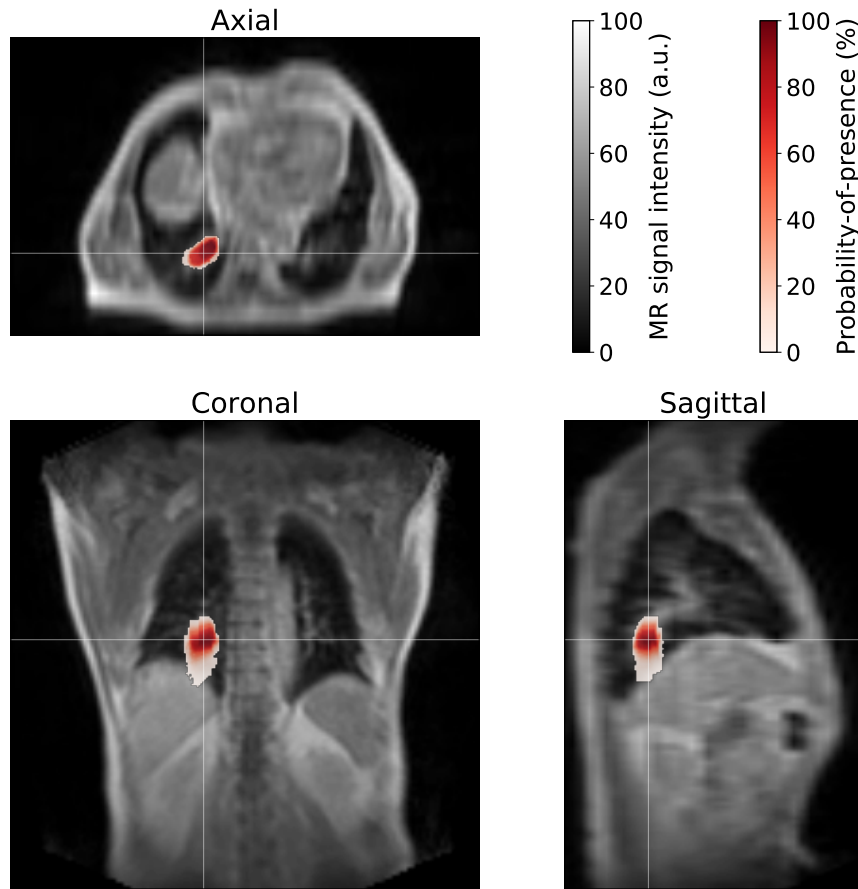 Axial
100
80
60
40
20
0
MR signal intensity (a.u.)
100
80
60
40
20
0
Probability-of-presence (%)
Coronal
Sagittal